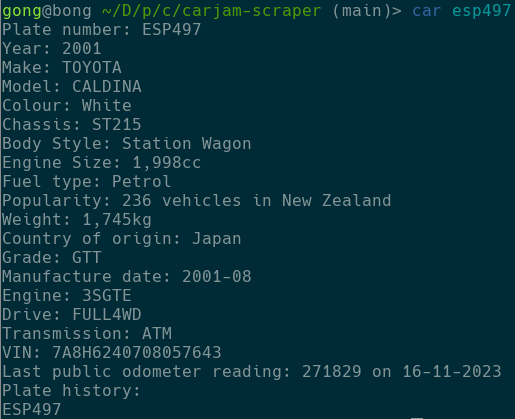 gong@bong ~/D/p/c/carjam-scraper (main)> car esp497
Plate number: ESP497
Year: 2001
Make: TOYOTA
Model: CALDINA
Colour: White
Chassis: ST215
Body Style: Station Wagon
Engine Size: 1,998cc
Fuel type: Petrol
Popularity: 236 vehicles in New Zealand
Weight: 1,745kg
Country of origin: Japan
Grade: GTT
Manufacture date: 2001-08
Engine: 3SGTE
Drive: FULL4WD
Transmission: ATM
VIN: 7A8H6240708057643
Last public odometer reading: 271829 on 16-11-2023
Plate history:
ESP497